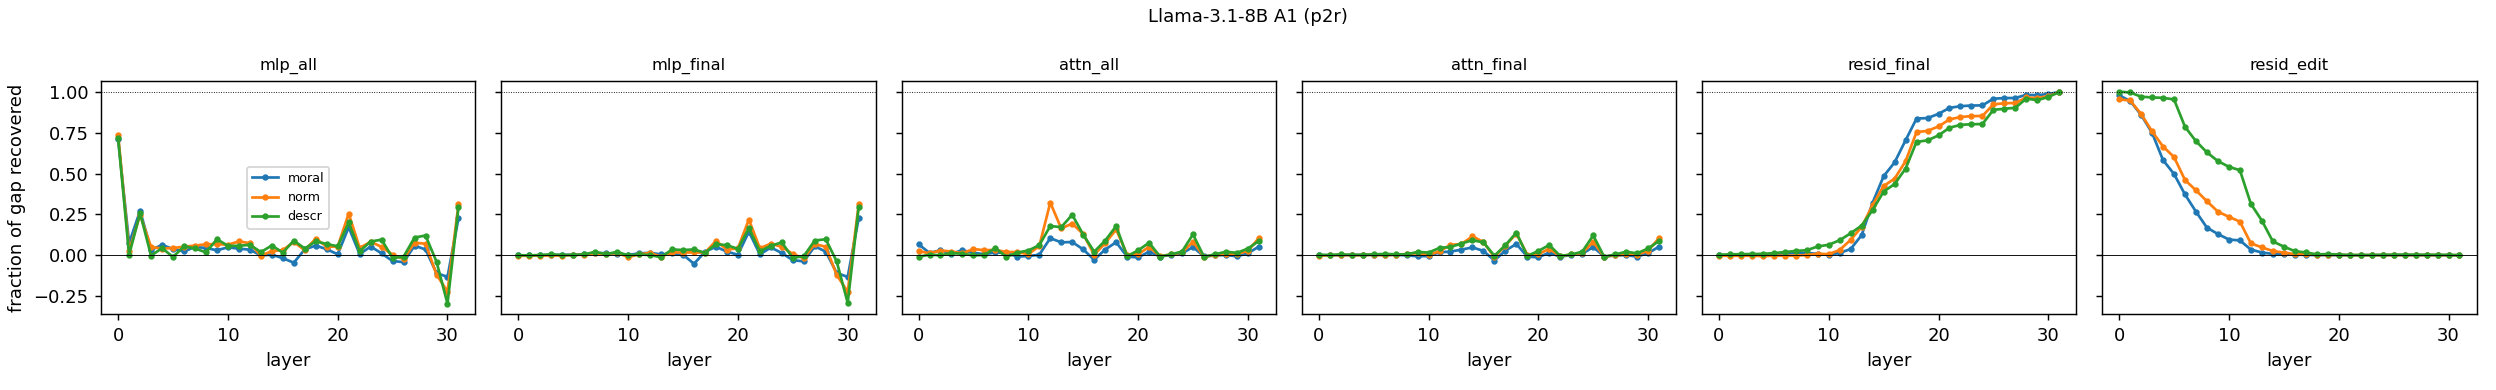 Llama-3.1-8B A1 (p2r)
mlp_all
mlp_final
attn_all
attn_final
resid_final
resid_edit
fraction of gap recovered
1.00
0.75
0.50
0.25
0.00
−0.25
moral
norm
descr
0 10 20 30
0 10 20 30
0 10 20 30
0 10 20 30
0 10 20 30
0 10 20 30
layer
layer
layer
layer
layer
layer